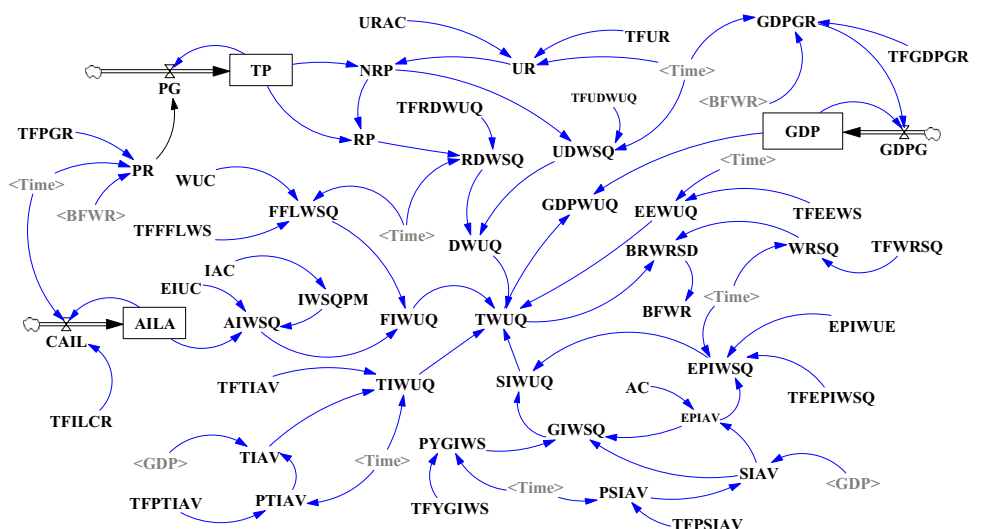 URAC
GDPGR
TFUR
TFGDPGR
TP
NRP
UR
<Time>
PG
TFRDWUQ
TFUDWUQ
<BFWR>
GDP
TFPGR
RP
UDWSQ
GDPG
PR
RDWSQ
<Time>
<Time>
WUC
<BFWR>
FFLWSQ
GDPWUQ
EEWUQ
TFEEWS
TFFFLWS
<Time>
DWUQ
BRWRSD
WRSQ
TFWRSQ
IAC
EIUC
IWSQPM
<Time>
AILA
AIWSQ
FIWUQ
TWUQ
BFWR
EPIWUE
CAIL
EPIWSQ
TFTIAV
TIWUQ
SIWUQ
AC
TFEPIWSQ
TFILCR
EPIAV
GIWSQ
PYGIWS
<GDP>
TIAV
<Time>
SIAV
<Time>
<GDP>
TFPTIAV
PTIAV
TFYGIWS
PSIAV
TFPSIAV